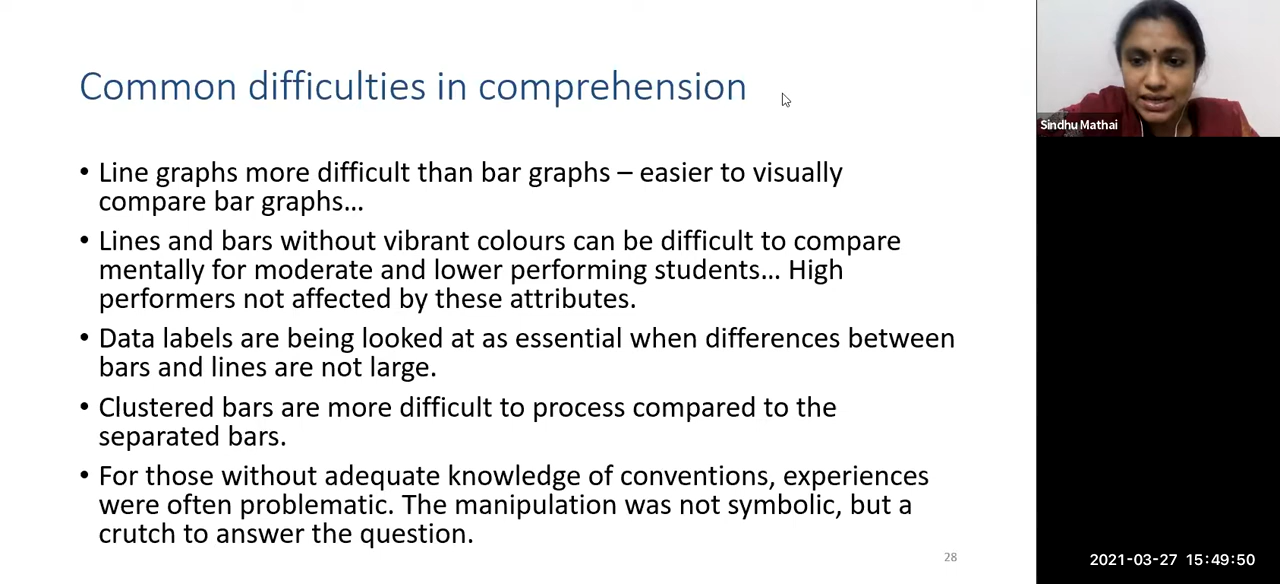 Common difficulties in comprehension
• Line graphs more difficult than bar graphs – easier to visually
compare bar graphs...
• Lines and bars without vibrant colours can be difficult to compare
mentally for moderate and lower performing students... High
performers not affected by these attributes.
• Data labels are being looked at as essential when differences between
bars and lines are not large.
• Clustered bars are more difficult to process compared to the
separated bars.
• For those without adequate knowledge of conventions, experiences
were often problematic. The manipulation was not symbolic, but a
crutch to answer the question.
28
Sindhu Mathai
2021-03-27 15:49:50